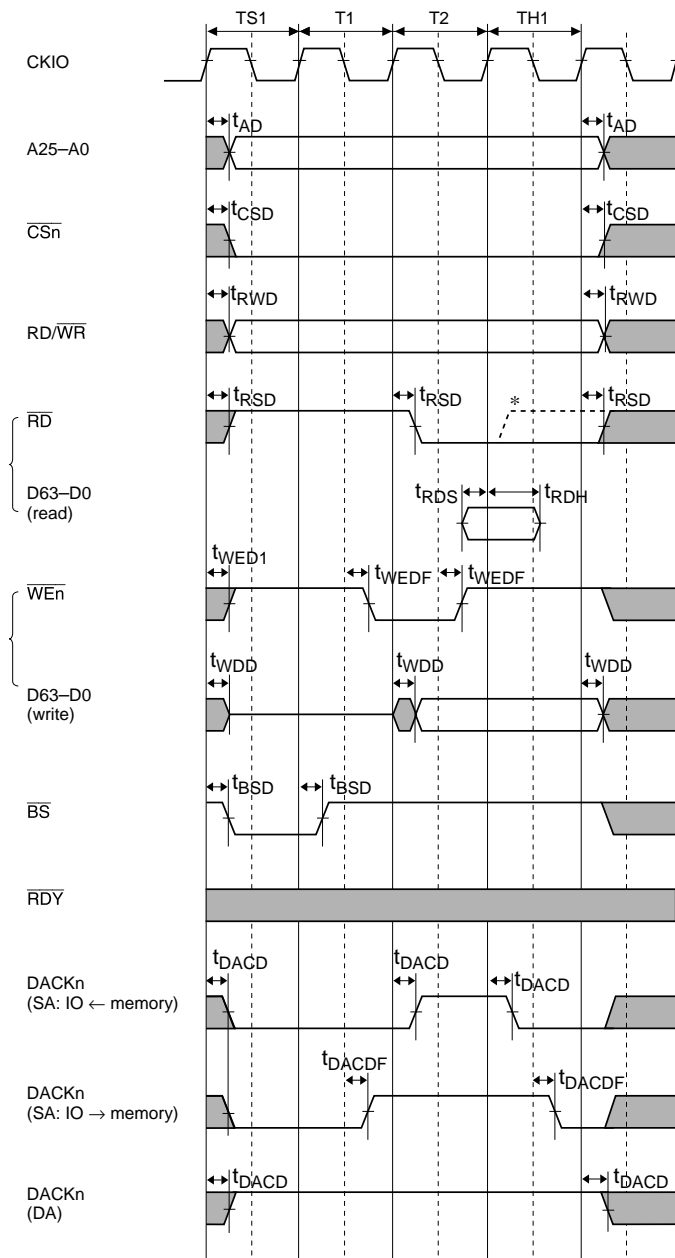 TS1 T1 T2 TH1
CKIO
tAD tAD
A25–A0
tCSD tCSD
CSn
tRWD tRWD
RD/WR
tRSD tRSD * tRSD
RD
D63–D0
(read)
tRDS tRDH
tWED1 tWEDF tWEDF
WEn
tWDD tWDD tWDD
D63–D0
(write)
tBSD tBSD
BS
RDY
tDACD tDACD tDACD
DACKn
(SA: IO ← memory)
tDACDF tDACDF
DACKn
(SA: IO → memory)
tDACD tDACD
DACKn
(DA)